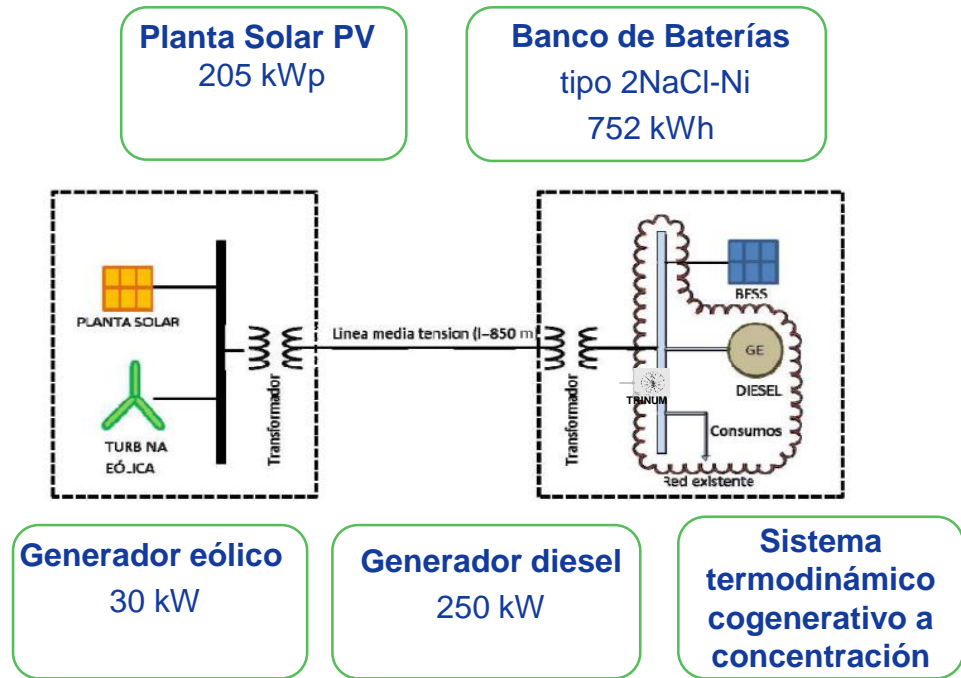 Planta Solar PV
205 kWp
Banco de Baterías
tipo 2NaCl-Ni
752 kWh
PLANTA SOLAR
TURB NA
EÓLICA
Transformador
Linea media tension (l=850 m
Transformador
BESS
GE
DIESEL
TRINUM
Consumos
Red existente
Generador eólico
30 kW
Generador diesel
250 kW
Sistema
termodinámico
cogenerativo a
concentración